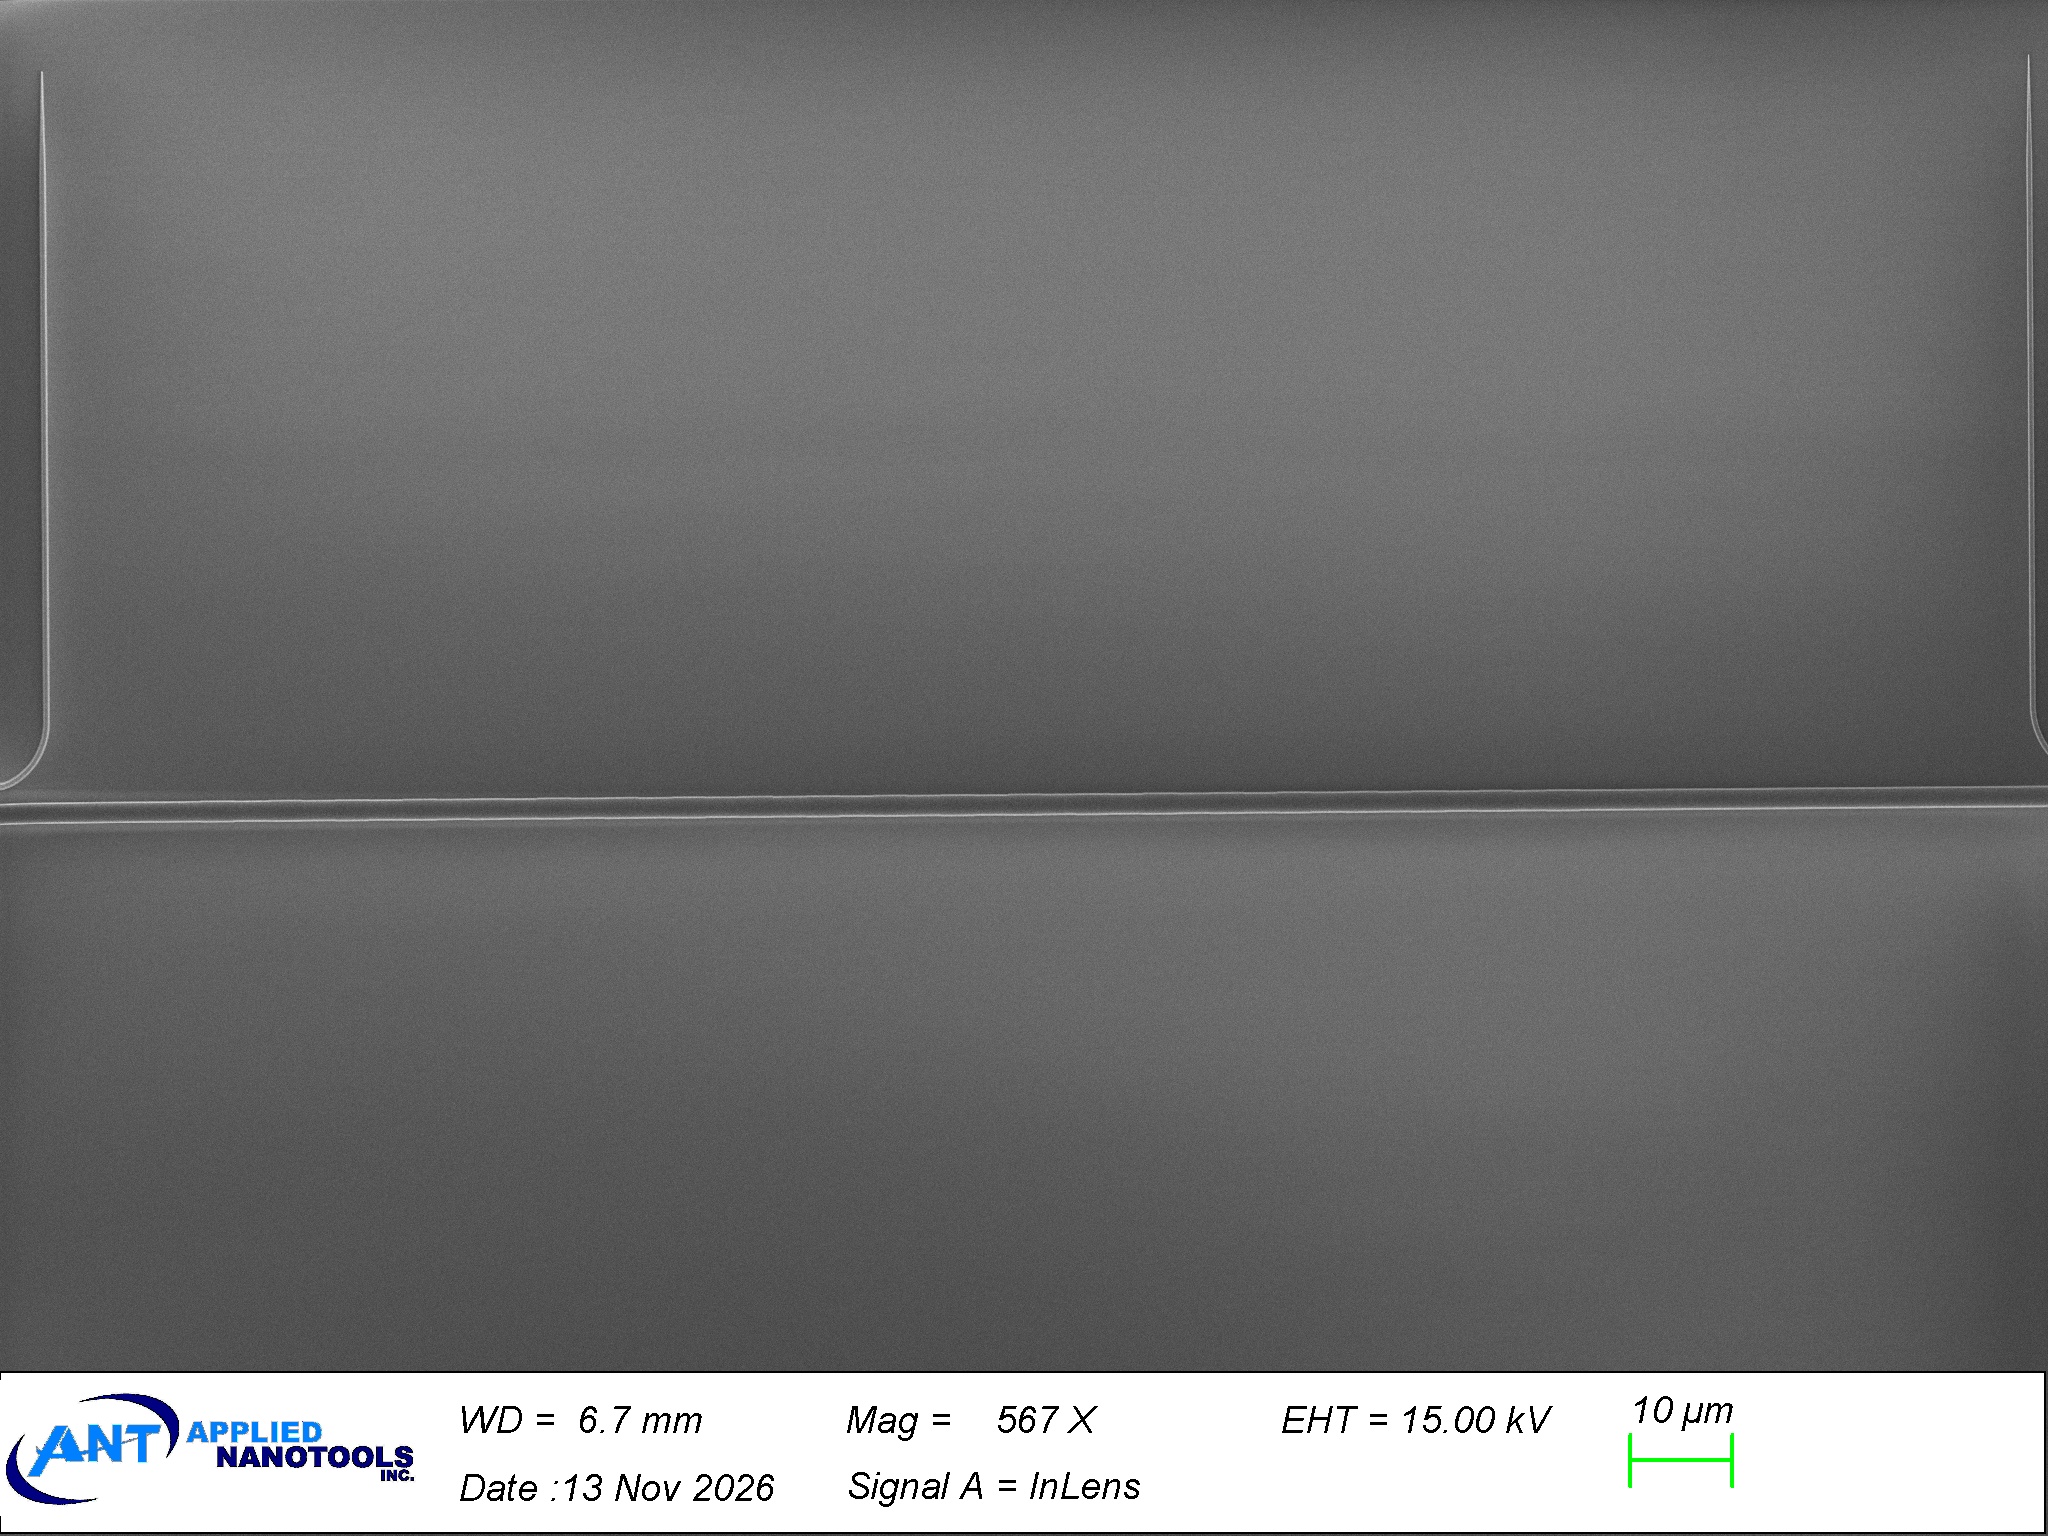 ANT APPLIED NANOTOOLS INC.
WD = 6.7 mm
Mag = 567 X
EHT = 15.00 kV
10 µm
Date :13 Nov 2026
Signal A = InLens